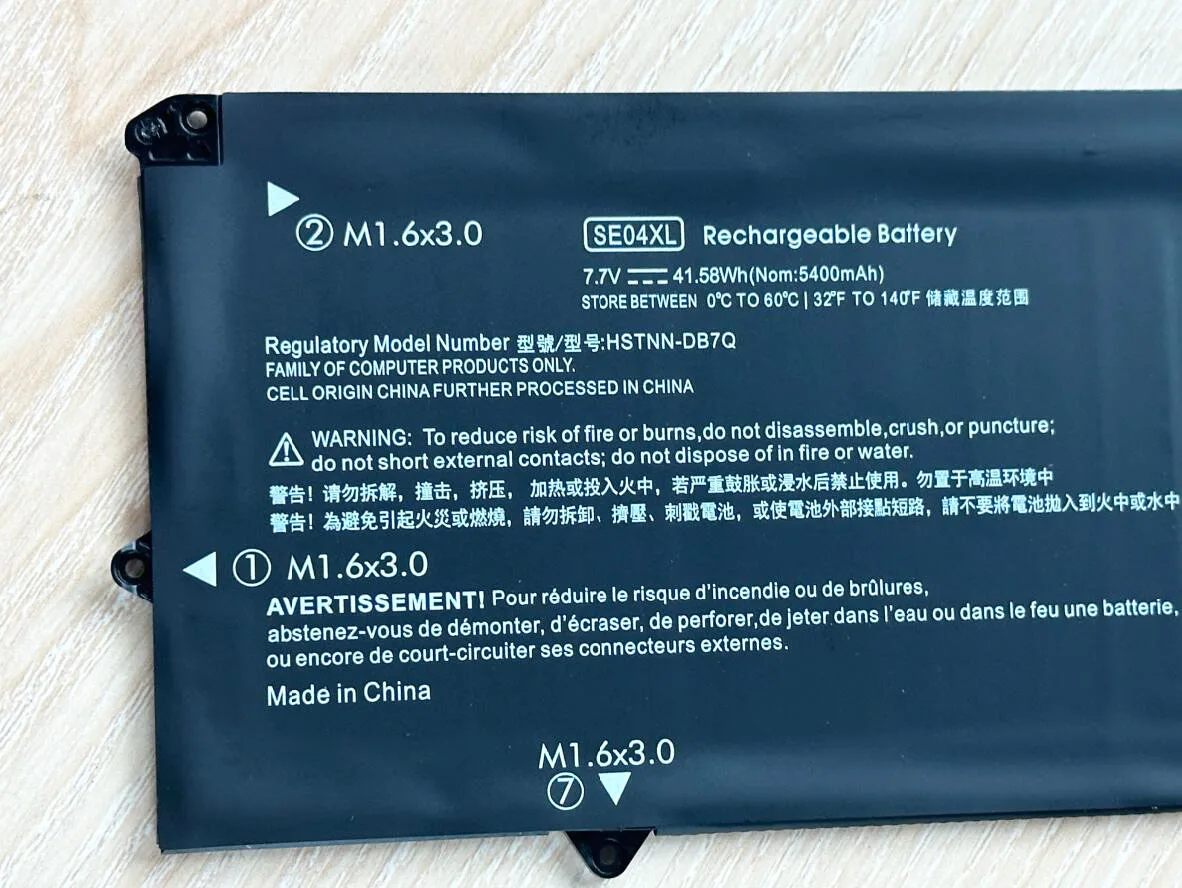 ② M1.6x3.0
SE04XL Rechargeable Battery
7.7V 41.58Wh(Nom:5400mAh)
STORE BETWEEN 0°C TO 60°C | 32°F TO 140°F 储藏温度范围
Regulatory Model Number 型號/型号:HSTNN-DB7Q
FAMILY OF COMPUTER PRODUCTS ONLY.
CELL ORIGIN CHINA FURTHER PROCESSED IN CHINA
WARNING: To reduce risk of fire or burns,do not disassemble,crush,or puncture;
do not short external contacts; do not dispose of in fire or water.
警告！请勿拆解，撞击，挤压， 加热或投入火中，若严重鼓胀或浸水后禁止使用。勿置于高温环境中
警告！為避免引起火災或燃燒，請勿拆卸、擠壓、刺戳電池，或使電池外部接點短路，請不要將電池拋入到火中或水中
① M1.6x3.0
AVERTISSEMENT! Pour réduire le risque d'incendie ou de brûlures,
abstenez-vous de démonter, d'écraser, de perforer,de jeter dans l'eau ou dans le feu une batterie,
ou encore de court-circuiter ses connecteurs externes.
Made in China
M1.6x3.0
⑦